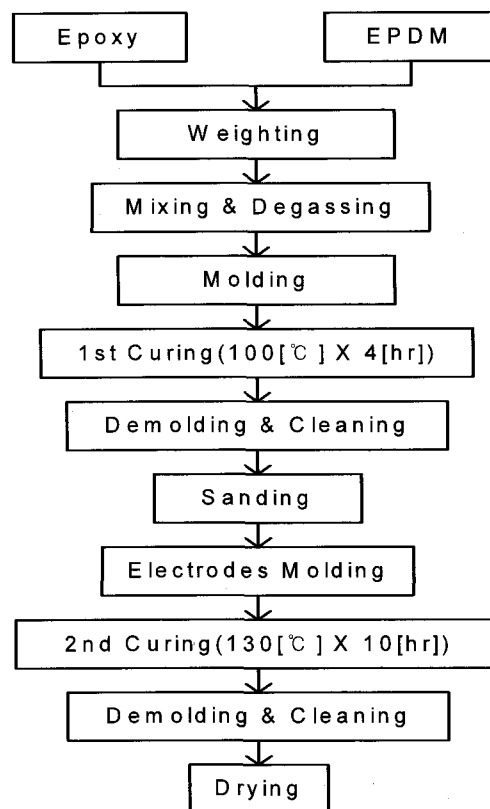 Epoxy
EPDM
Weighting
Mixing & Degassing
Molding
1st Curing(100[℃] X 4[hr])
Demolding & Cleaning
Sanding
Electrodes Molding
2nd Curing(130[℃] X 10[hr])
Demolding & Cleaning
Drying